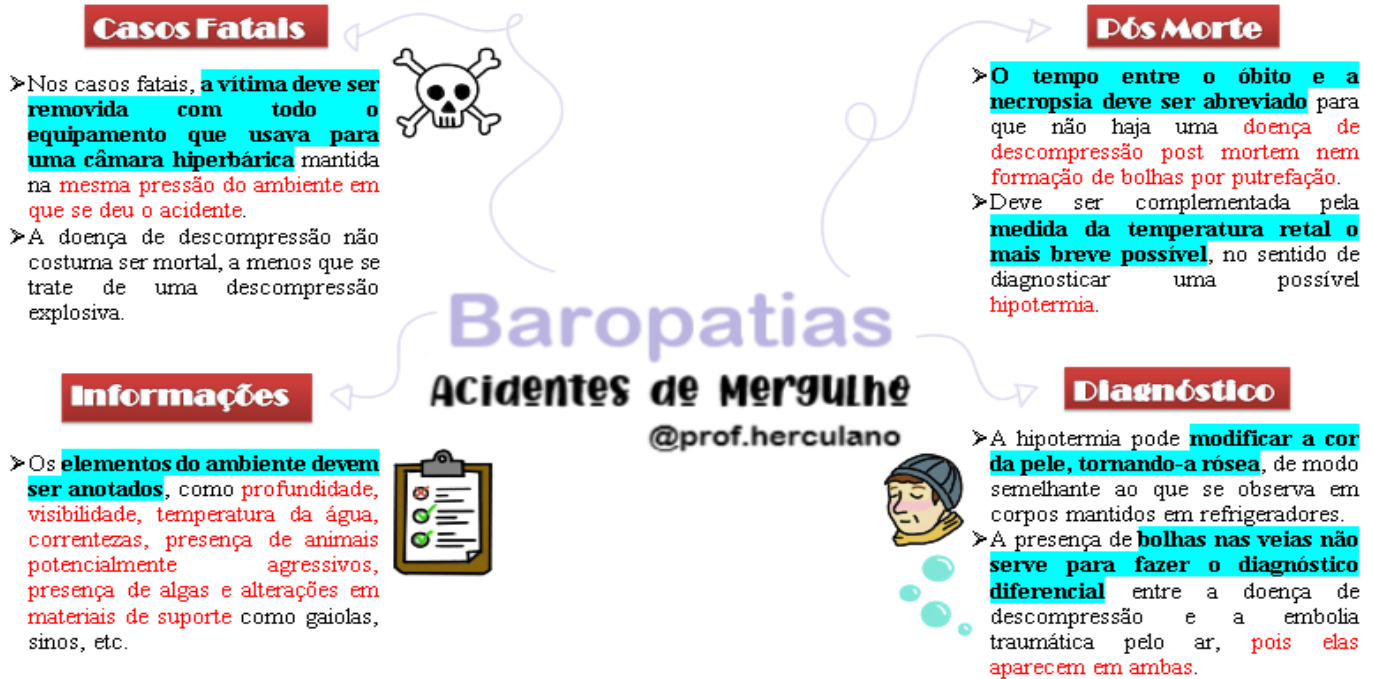 Casos Fatais
➢Nos casos fatais, a vítima deve ser
removida com todo o
equipamento que usava para
uma câmara hiperbárica mantida
na mesma pressão do ambiente em
que se deu o acidente.
➢A doença de descompressão não
costuma ser mortal, a menos que se
trate de uma descompressão
explosiva.
Pós Morte
➢O tempo entre o óbito e a
necropsia deve ser abreviado para
que não haja uma doença de
descompressão post mortem nem
formação de bolhas por putrefação.
➢Deve ser complementada pela
medida da temperatura retal o
mais breve possível, no sentido de
diagnosticar uma possível
hipotermia.
Baropatias
Acidentes de Mergulho
@prof.herculano
Informações
➢Os elementos do ambiente devem
ser anotados, como profundidade,
visibilidade, temperatura da água,
correntezas, presença de animais
potencialmente agressivos,
presença de algas e alterações em
materiais de suporte como gaiolas,
sinos, etc.
Diagnóstico
➢A hipotermia pode modificar a cor
da pele, tornando-a rósea, de modo
semelhante ao que se observa em
corpos mantidos em refrigeradores.
➢A presença de bolhas nas veias não
serve para fazer o diagnóstico
diferencial entre a doença de
descompressão e a embolia
traumática pelo ar, pois elas
aparecem em ambas.